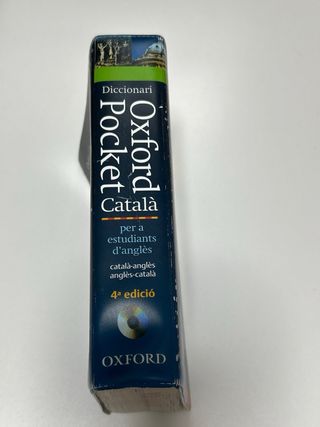 Diccionari
Oxford
Pocket
Català
per a
estudiants
d'anglès
català-anglès
anglès-català
4ª edició
OXFORD